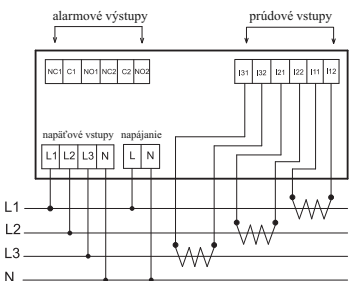 alarmové výstupy prúdové vstupy
NC1 C1 NO1 NC2 C2 NO2 I31 I32 I21 I22 I11 I12
napäťové vstupy napájanie
L1 L2 L3 N L N
L1
L2
L3
N